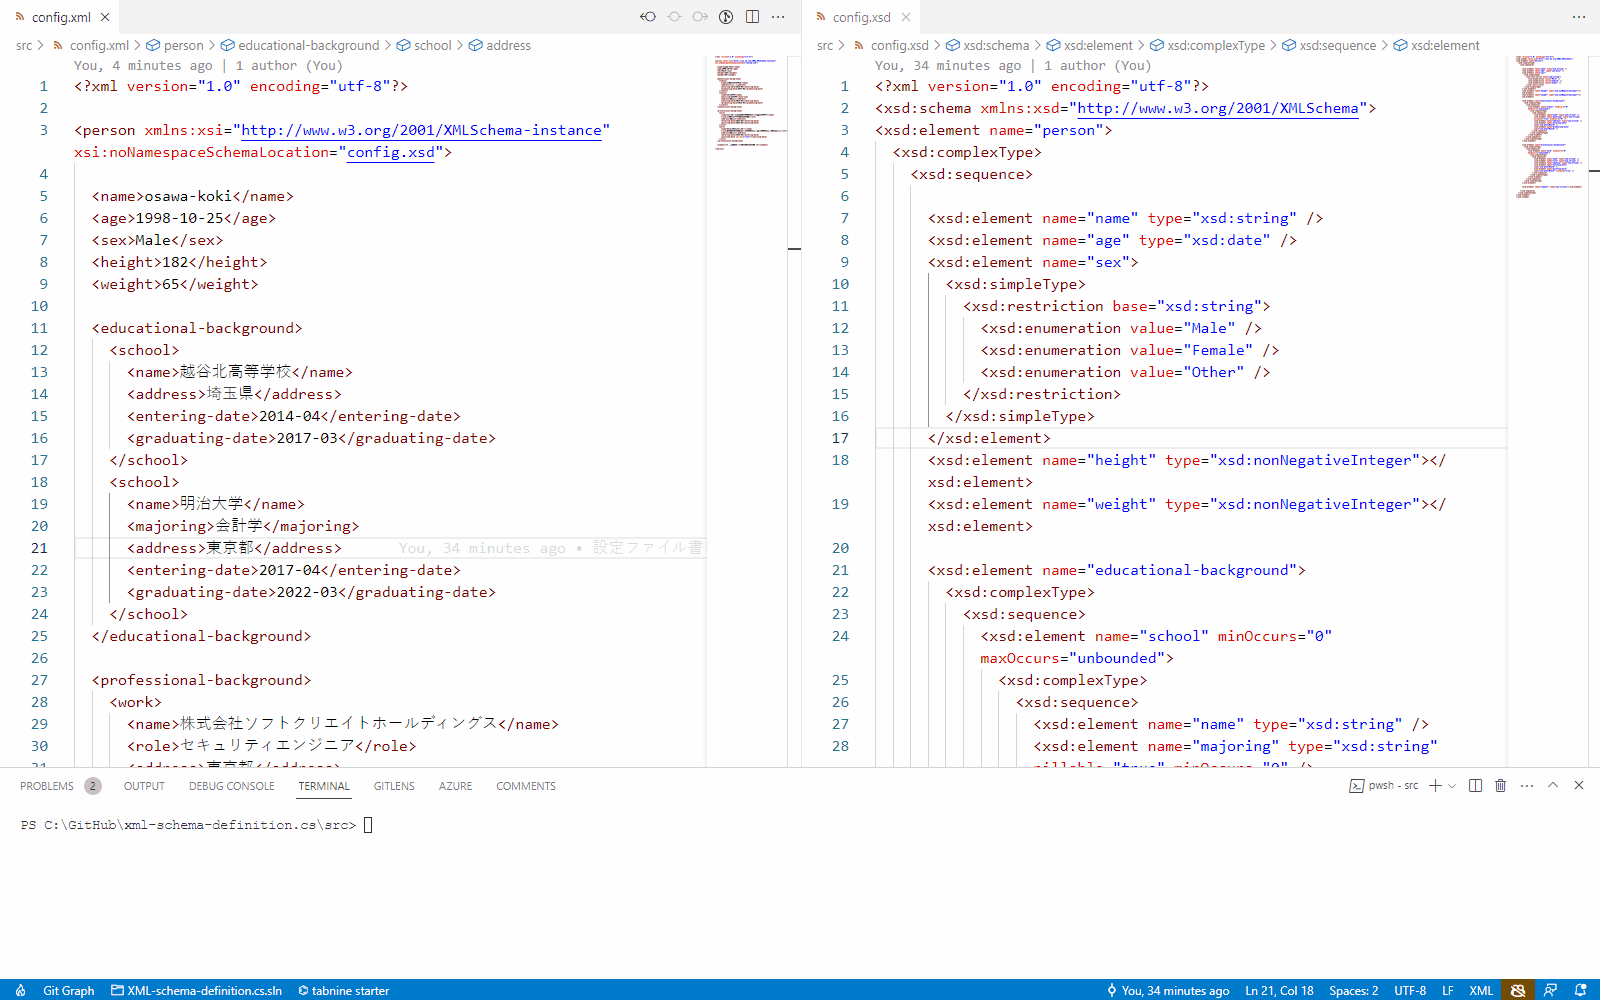 config.xml
src > config.xml > person > educational-background > school > address
You, 4 minutes ago | 1 author (You)
1 <?xml version="1.0" encoding="utf-8"?>
2
3 <person xmlns:xsi="http://www.w3.org/2001/XMLSchema-instance"
xsi:noNamespaceSchemaLocation="config.xsd">
4
5 <name>osawa-koki</name>
6 <age>1998-10-25</age>
7 <sex>Male</sex>
8 <height>182</height>
9 <weight>65</weight>
10
11 <educational-background>
12 <school>
13 <name>越谷北高等学校</name>
14 <address>埼玉県</address>
15 <entering-date>2014-04</entering-date>
16 <graduating-date>2017-03</graduating-date>
17 </school>
18 <school>
19 <name>明治大学</name>
20 <majoring>会計学</majoring>
21 <address>東京都</address> You, 34 minutes ago • 設定ファイル書
22 <entering-date>2017-04</entering-date>
23 <graduating-date>2022-03</graduating-date>
24 </school>
25 </educational-background>
26
27 <professional-background>
28 <work>
29 <name>株式会社ソフトクリエイトホールディングス</name>
30 <role>セキュリティエンジニア</role>
31 <address>東京都</address>
config.xsd
src > config.xsd > xsd:schema > xsd:element > xsd:complexType > xsd:sequence > xsd:element
You, 34 minutes ago | 1 author (You)
1 <?xml version="1.0" encoding="utf-8"?>
2 <xsd:schema xmlns:xsd="http://www.w3.org/2001/XMLSchema">
3 <xsd:element name="person">
4 <xsd:complexType>
5 <xsd:sequence>
6
7 <xsd:element name="name" type="xsd:string" />
8 <xsd:element name="age" type="xsd:date" />
9 <xsd:element name="sex">
10 <xsd:simpleType>
11 <xsd:restriction base="xsd:string">
12 <xsd:enumeration value="Male" />
13 <xsd:enumeration value="Female" />
14 <xsd:enumeration value="Other" />
15 </xsd:restriction>
16 </xsd:simpleType>
17 </xsd:element>
18 <xsd:element name="height" type="xsd:nonNegativeInteger"></
xsd:element>
19 <xsd:element name="weight" type="xsd:nonNegativeInteger"></
xsd:element>
20
21 <xsd:element name="educational-background">
22 <xsd:complexType>
23 <xsd:sequence>
24 <xsd:element name="school" minOccurs="0"
maxOccurs="unbounded">
25 <xsd:complexType>
26 <xsd:sequence>
27 <xsd:element name="name" type="xsd:string" />
28 <xsd:element name="majoring" type="xsd:string"
nillable="true" minOccurs="0" />
PROBLEMS 2 OUTPUT DEBUG CONSOLE TERMINAL GITLENS AZURE COMMENTS
pwsh - src
PS C:\GitHub\xml-schema-definition.cs\src>
Git Graph XML-schema-definition.cs.sln tabnine starter
You, 34 minutes ago Ln 21, Col 18 Spaces: 2 UTF-8 LF XML